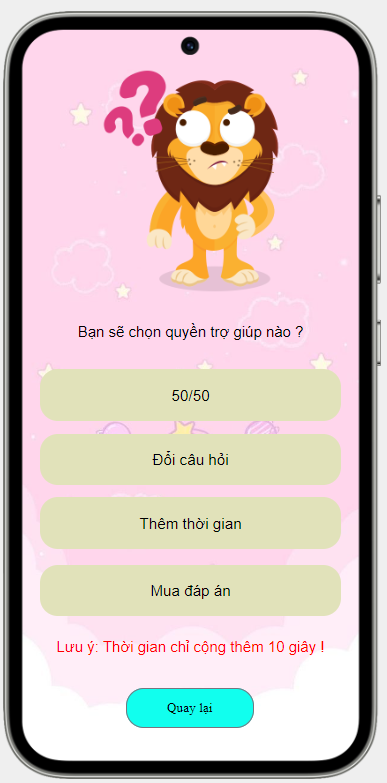 ??
Bạn sẽ chọn quyền trợ giúp nào ?
50/50
Đổi câu hỏi
Thêm thời gian
Mua đáp án
Lưu ý: Thời gian chỉ cộng thêm 10 giây !
Quay lại